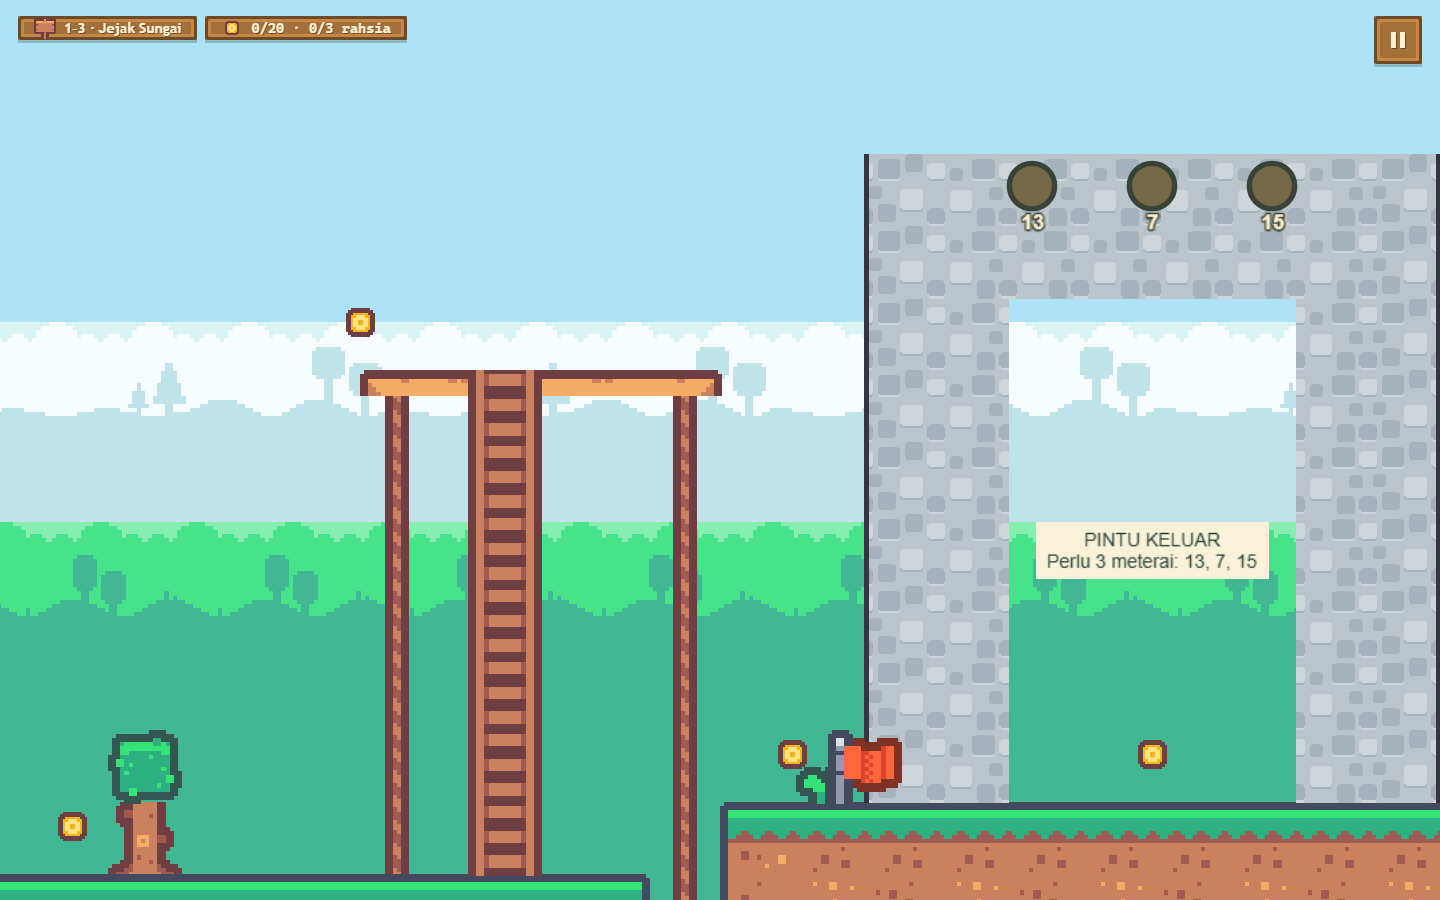 1-3 · Jejak Sungai
0/20 · 0/3 rahsia
13
7
15
PINTU KELUAR
Perlu 3 meterai: 13, 7, 15